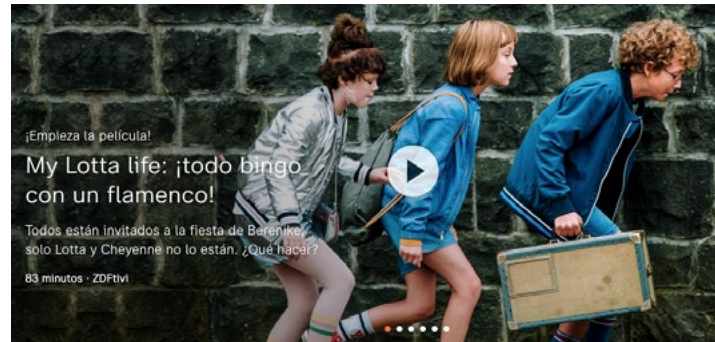 ¡Empieza la película!
My Lotta life: ¡todo bingo
con un flamenco!
Todos están invitados a la fiesta de Berenike,
solo Lotta y Cheyenne no lo están. ¿Qué hacer?
83 minutos · ZDFtivi